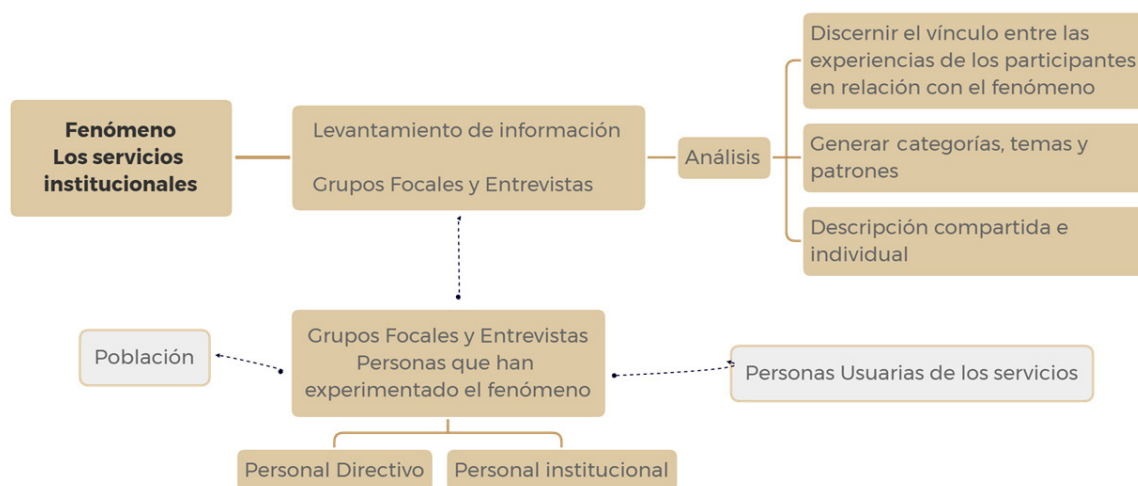 Fenómeno
Los servicios
institucionales
Levantamiento de información
Grupos Focales y Entrevistas
Análisis
Discernir el vínculo entre las
experiencias de los participantes
en relación con el fenómeno
Generar categorías, temas y
patrones
Descripción compartida e
individual
Población
Grupos Focales y Entrevistas
Personas que han
experimentado el fenómeno
Personas Usuarias de los servicios
Personal Directivo
Personal institucional